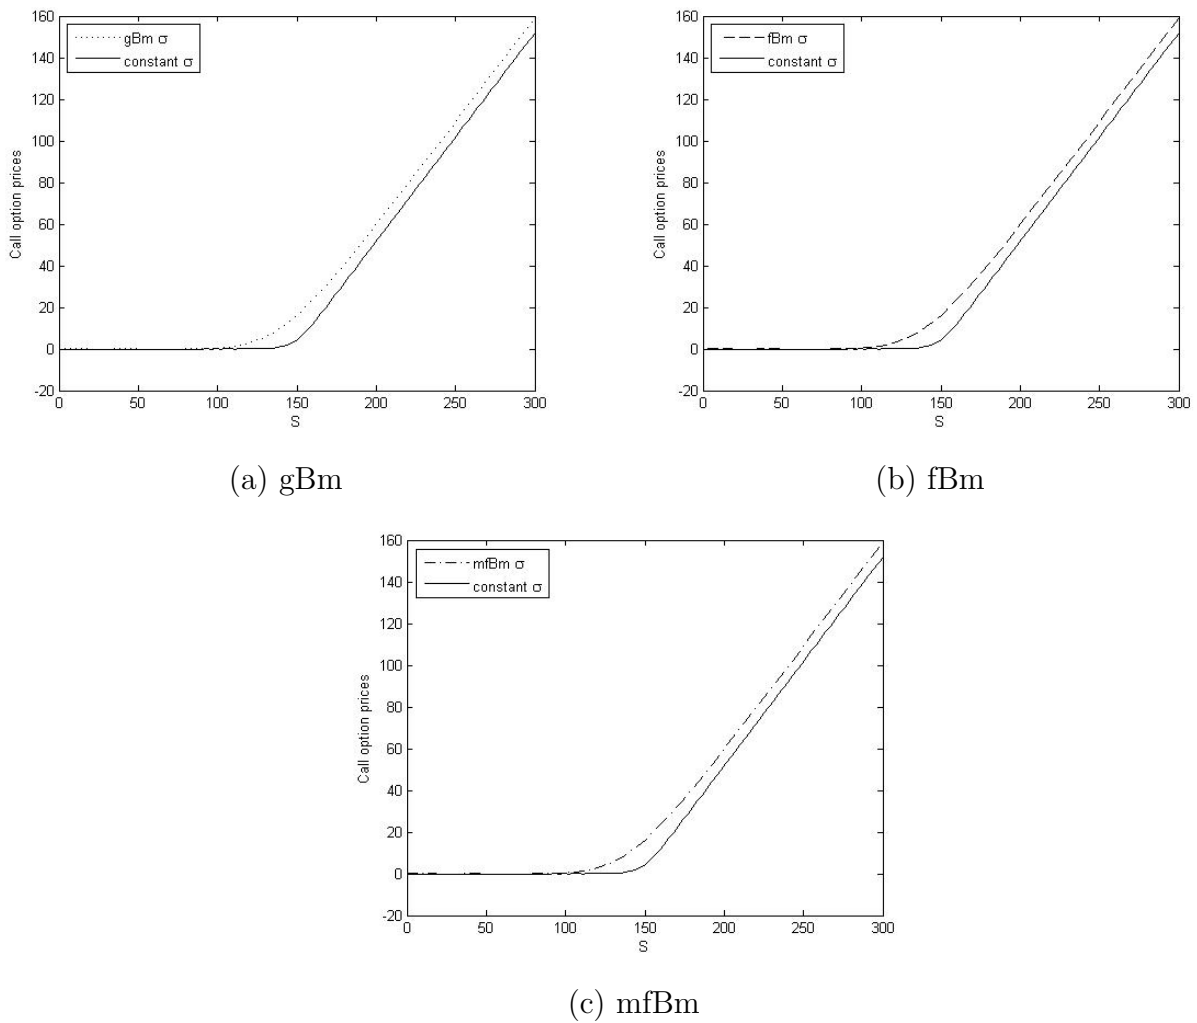 160
140
120
100
80
60
40
20
0
-20
Call option prices
gBm σ
constant σ
0 50 100 150 200 250 300
S
(a) gBm
160
140
120
100
80
60
40
20
0
-20
Call option prices
fBm σ
constant σ
0 50 100 150 200 250 300
S
(b) fBm
160
140
120
100
80
60
40
20
0
-20
Call option prices
mfBm σ
constant σ
0 50 100 150 200 250 300
S
(c) mfBm